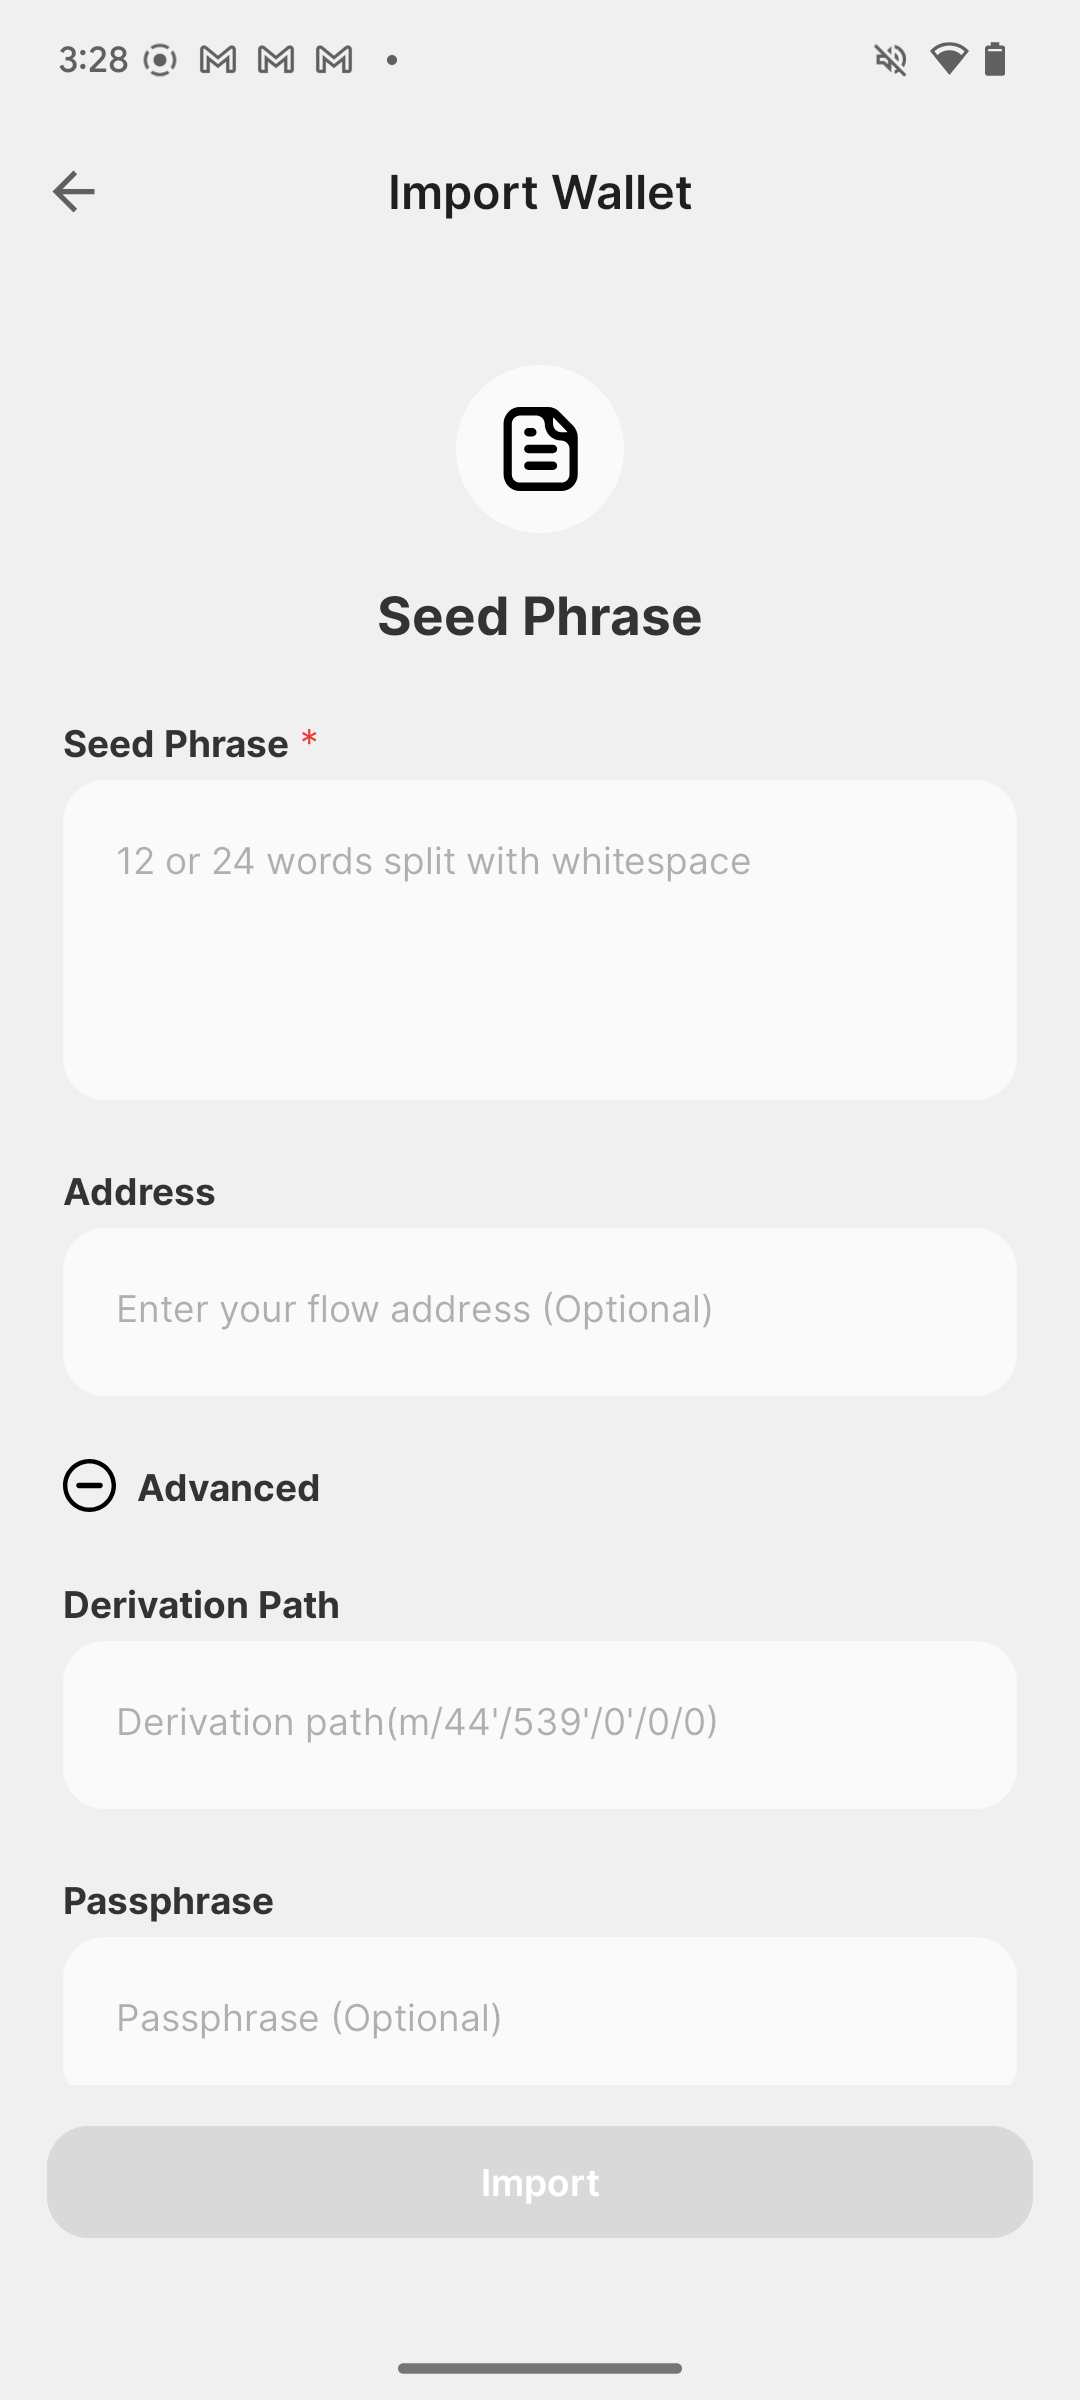 3:28
Import Wallet
Seed Phrase
Seed Phrase *
12 or 24 words split with whitespace
Address
Enter your flow address (Optional)
Advanced
Derivation Path
Derivation path(m/44'/539'/0'/0/0)
Passphrase
Passphrase (Optional)
Import